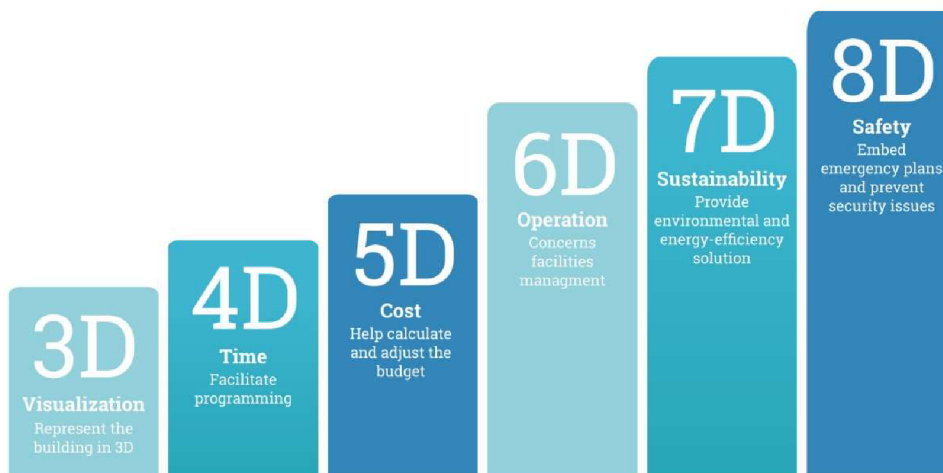 3D
Visualization
Represent the
building in 3D
4D
Time
Facilitate
programming
5D
Cost
Help calculate
and adjust the
budget
6D
Operation
Concerns
facilities
managment
7D
Sustainability
Provide
environmental and
energy-efficiency
solution
8D
Safety
Embed
emergency plans
and prevent
security issues